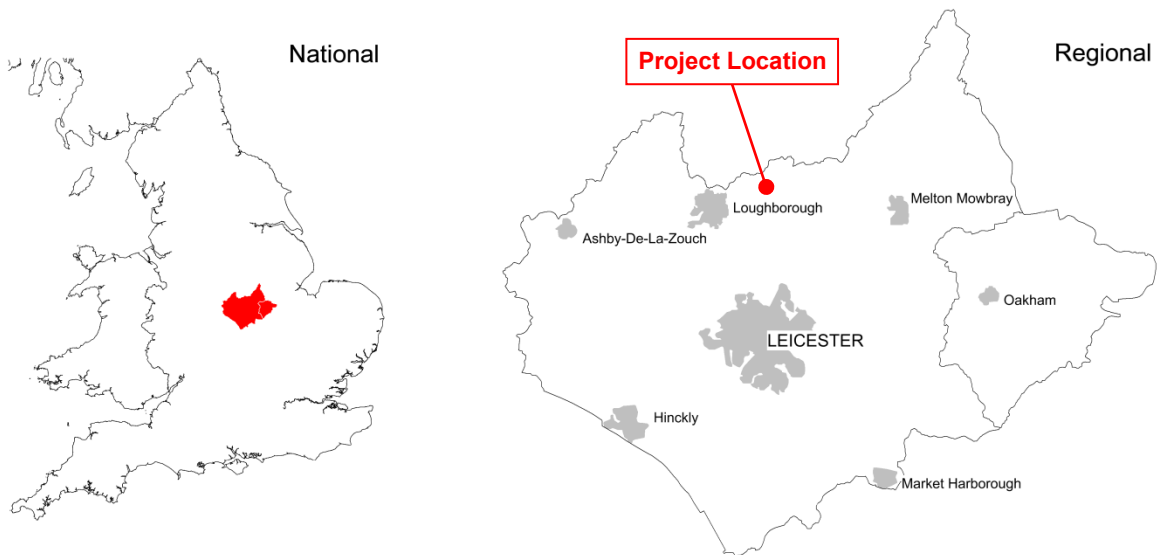 National
Project Location
Regional
Loughborough
Melton Mowbray
Ashby-De-La-Zouch
Oakham
LEICESTER
Hinckly
Market Harborough